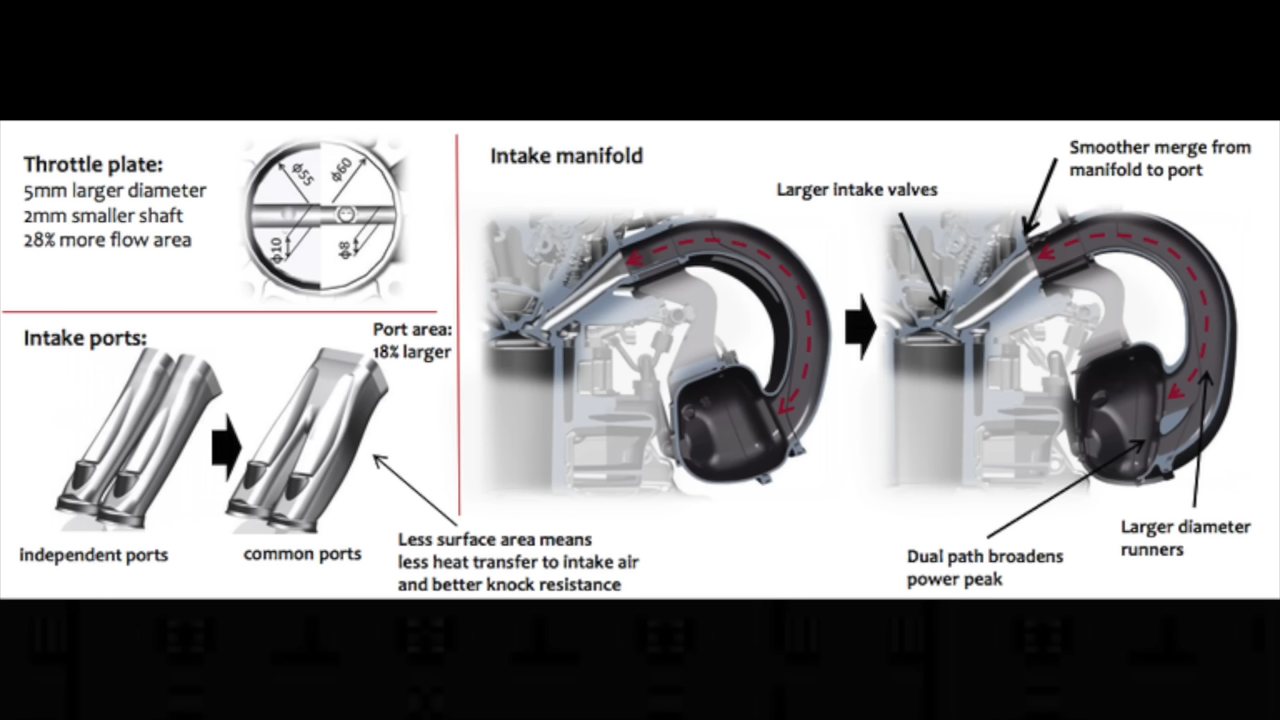 Throttle plate:
5mm larger diameter
2mm smaller shaft
28% more flow area
ϕ55
ϕ60
ϕ10
ϕ8
Intake ports:
Port area:
18% larger
independent ports
common ports
Less surface area means
less heat transfer to intake air
and better knock resistance
Intake manifold
Larger intake valves
Smoother merge from
manifold to port
Dual path broadens
power peak
Larger diameter
runners